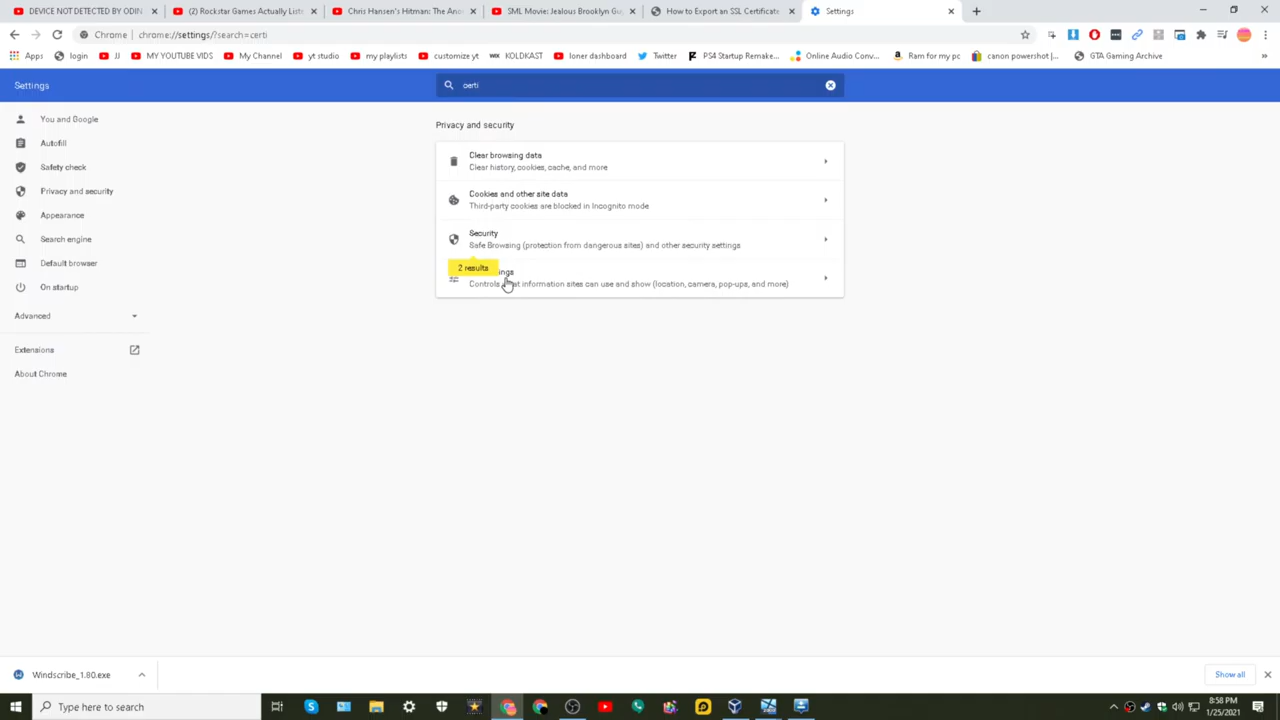 DEVICE NOT DETECTED BY ODIN
(2) Rockstar Games Actually List
Chris Hansen's Hitman: The Ano
SML Movie: Jealous Brooklyn Gu
How to Export an SSL Certificate
Settings
Chrome | chrome://settings/?search=certi
Apps
login
JJ
MY YOUTUBE VIDS
My Channel
yt studio
my playlists
customize yt
KOLDKAST
loner dashboard
Twitter
PS4 Startup Remake...
Online Audio Conv...
Ram for my pc
canon powershot |...
GTA Gaming Archive
»
Settings
certi
You and Google
Autofill
Safety check
Privacy and security
Appearance
Search engine
Default browser
On startup
Advanced
Extensions
About Chrome
Privacy and security
Clear browsing data
Clear history, cookies, cache, and more
Cookies and other site data
Third-party cookies are blocked in Incognito mode
Security
Safe Browsing (protection from dangerous sites) and other security settings
2 results
ngs
Controls at information sites can use and show (location, camera, pop-ups, and more)
Windscribe_1.80.exe
Show all
Type here to search
8:58 PM
1/25/2021